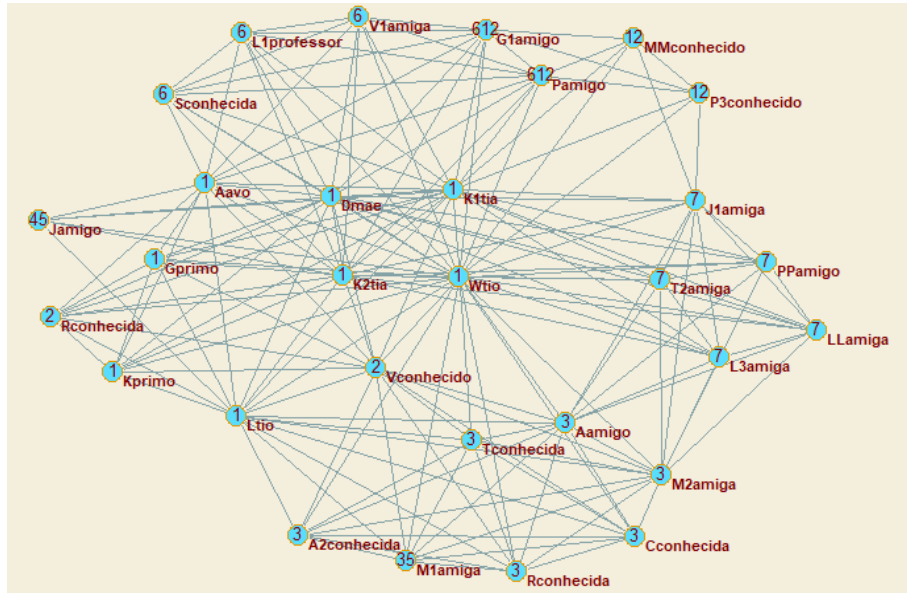 6 V1amiga
6 L1professor
612 G1amigo
12 MMconhecido
612 Pamigo
6 Sconhecida
12 P3conhecido
1 Aavo
1 Dmae
1 K1tia
7 J1amiga
45 Jamigo
1 Gprimo
1 K2tia
1 Wtio
7 T2amiga
7 PPamigo
2 Rconhecida
7 LLamiga
7 L3amiga
1 Kprimo
2 Vconhecido
1 Ltio
3 Aamigo
3 Tconhecida
3 M2amiga
3 A2conhecida
3 Cconhecida
35 M1amiga
3 Rconhecida